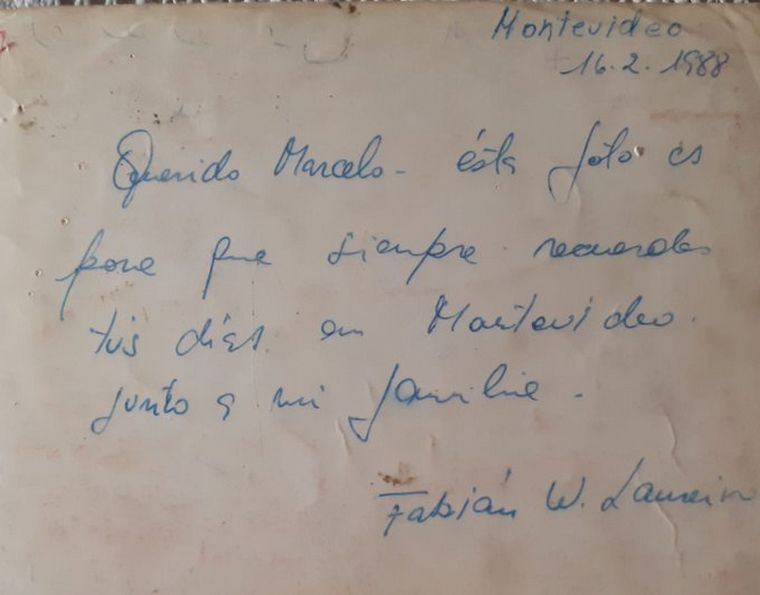 Montevideo
16.2.1988
Querido Marcelo - ésta foto es
para que siempre recuerdes
tús días en Montevideo.
junto a mi familia.
Fabián W.